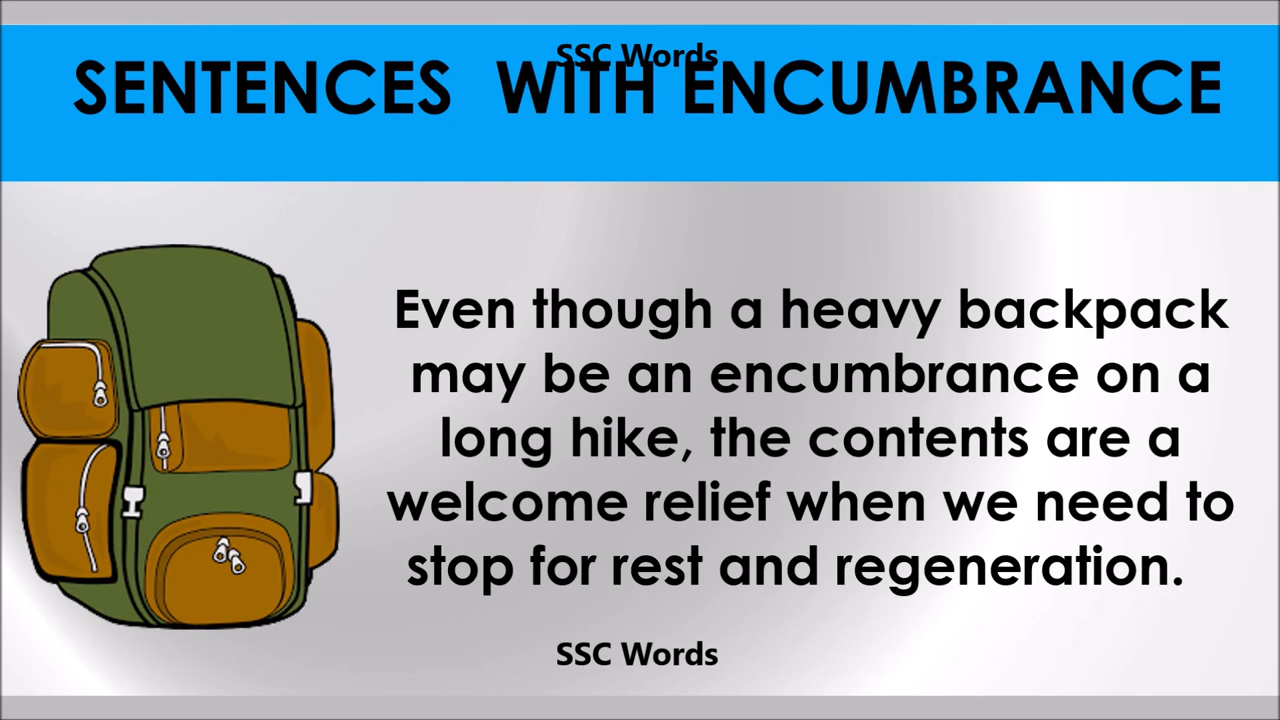 SSC Words
SENTENCES WITH ENCUMBRANCE
Even though a heavy backpack
may be an encumbrance on a
long hike, the contents are a
welcome relief when we need to
stop for rest and regeneration.
SSC Words